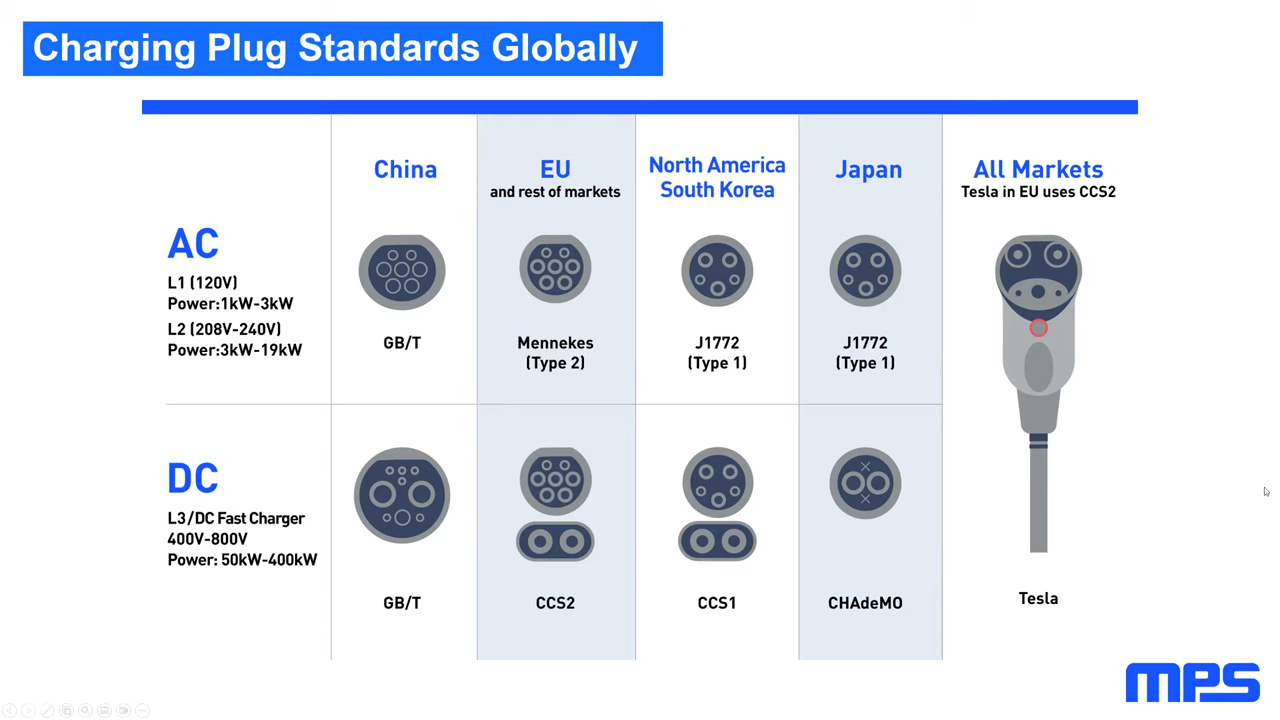 Charging Plug Standards Globally
China
EU
and rest of markets
North America
South Korea
Japan
All Markets
Tesla in EU uses CCS2
AC
L1 (120V)
Power:1kW-3kW
L2 (208V-240V)
Power:3kW-19kW
GB/T
Mennekes
(Type 2)
J1772
(Type 1)
J1772
(Type 1)
DC
L3/DC Fast Charger
400V-800V
Power: 50kW-400kW
GB/T
CCS2
CCS1
CHAdeMO
Tesla
MPS